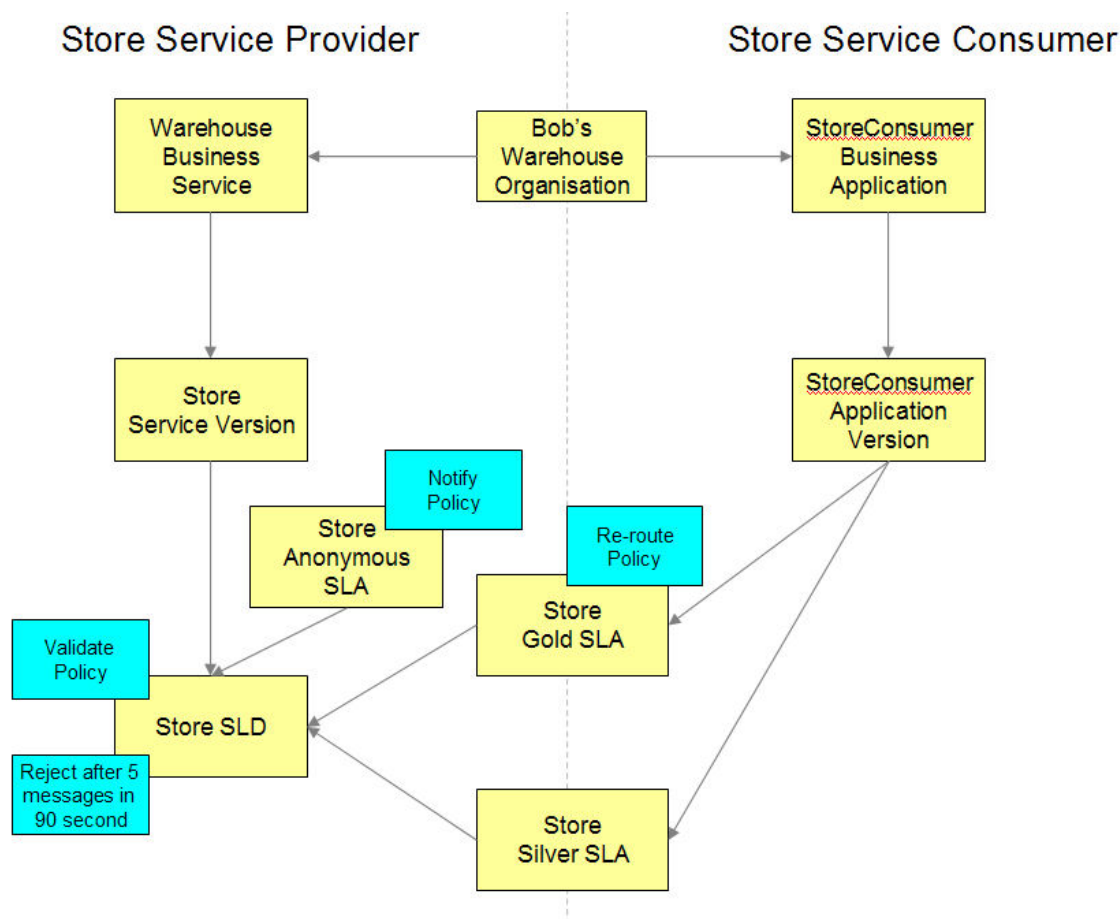 Store Service Provider
Store Service Consumer
Warehouse
Business
Service
Bob's
Warehouse
Organisation
StoreConsumer
Business
Application
Store
Service Version
StoreConsumer
Application
Version
Notify
Policy
Store
Anonymous
SLA
Re-route
Policy
Store
Gold SLA
Validate
Policy
Store SLD
Reject after 5
messages in
90 second
Store
Silver SLA